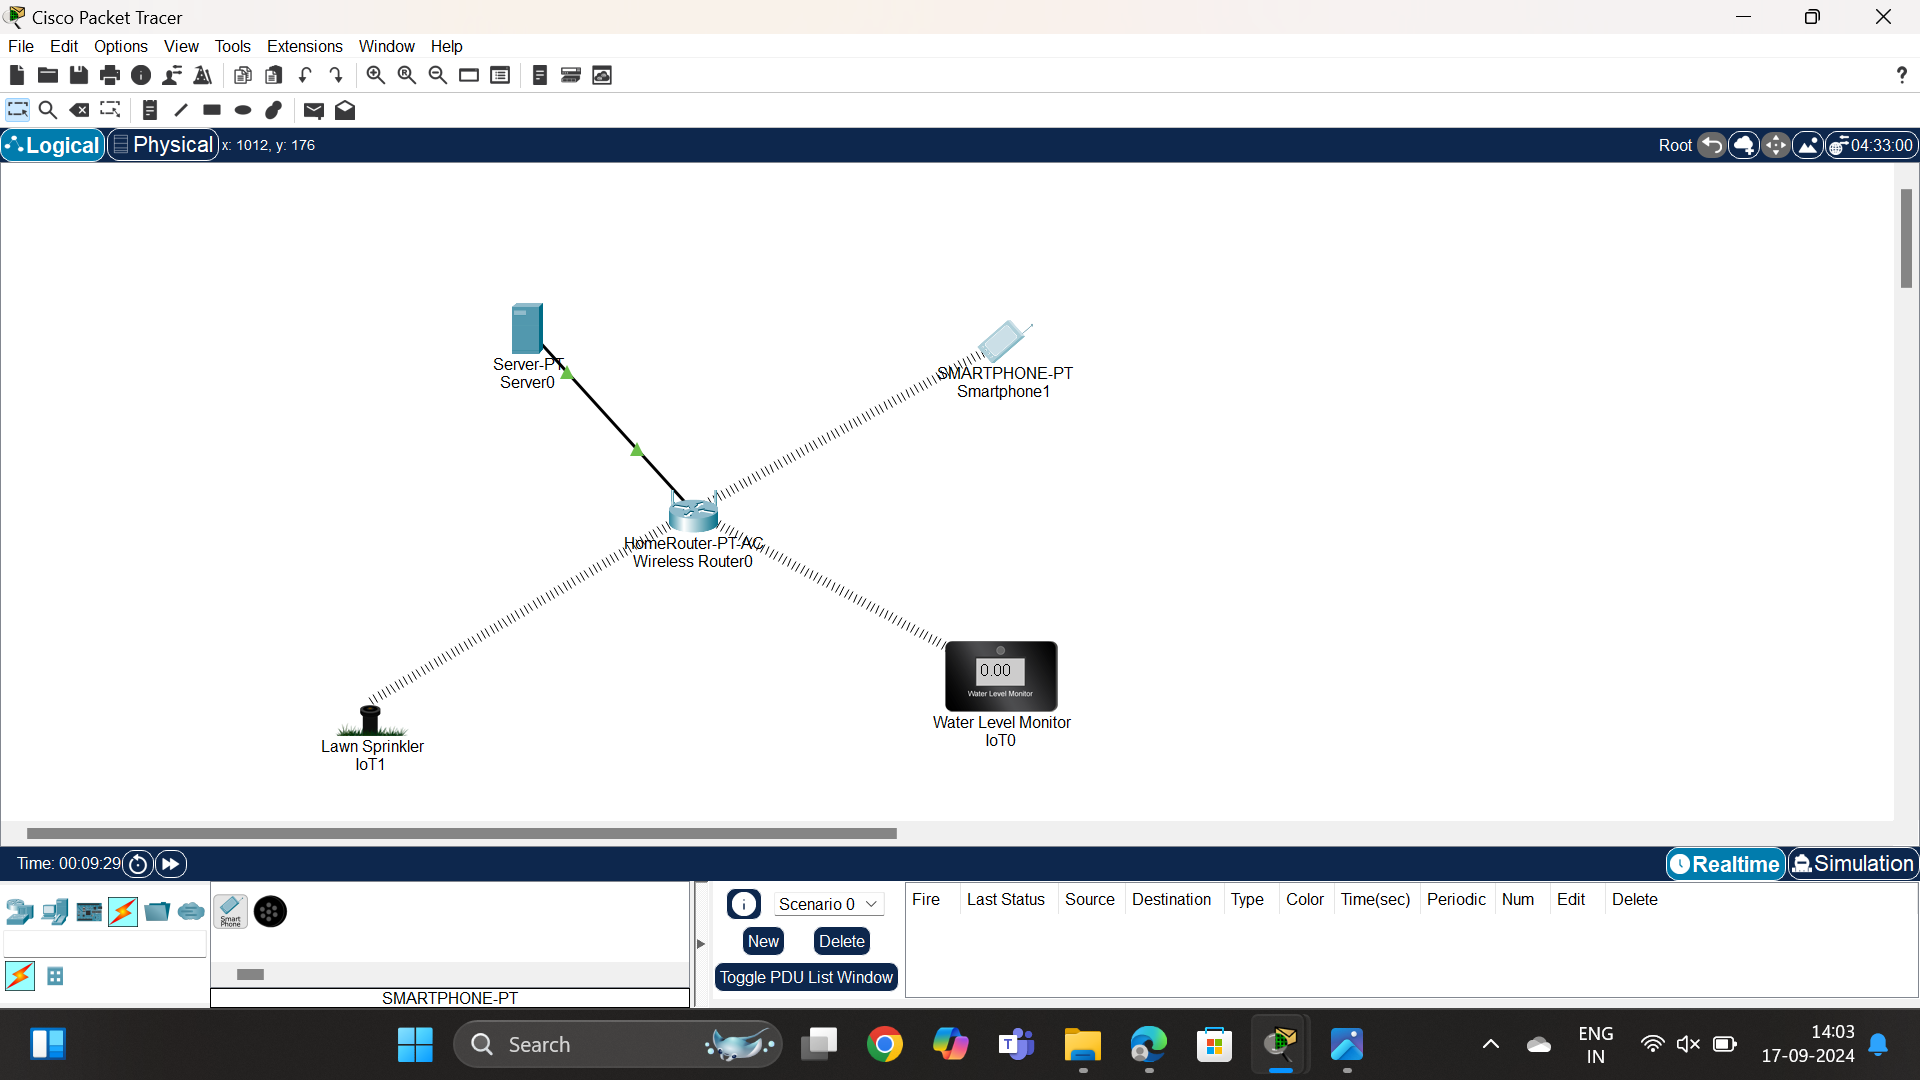 Cisco Packet Tracer
File Edit Options View Tools Extensions Window Help
?
Logical Physical x: 1012, y: 176 Root 04:33:00
Server-PT
Server0
SMARTPHONE-PT
Smartphone1
HomeRouter-PT-AC
Wireless Router0
0.00
Water Level Monitor
Water Level Monitor
IoT0
Lawn Sprinkler
IoT1
Time: 00:09:29 Realtime Simulation
Smart
Phone
SMARTPHONE-PT
Scenario 0
New Delete
Toggle PDU List Window
Fire Last Status Source Destination Type Color Time(sec) Periodic Num Edit Delete
Search
ENG
IN
14:03
17-09-2024